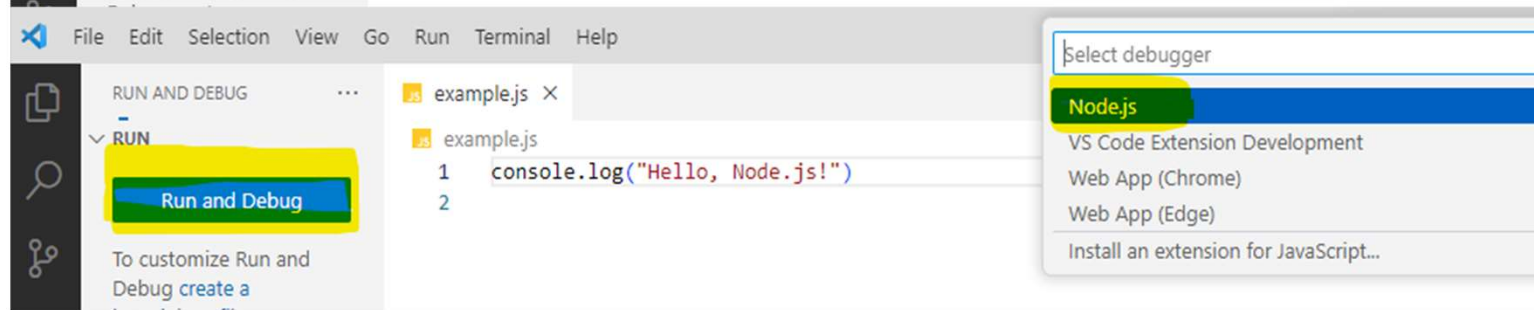 File Edit Selection View Go Run Terminal Help
RUN AND DEBUG ...
RUN
Run and Debug
To customize Run and
Debug create a
JS example.js ×
JS example.js
1 console.log("Hello, Node.js!")
2
Select debugger
Node.js
VS Code Extension Development
Web App (Chrome)
Web App (Edge)
Install an extension for JavaScript...